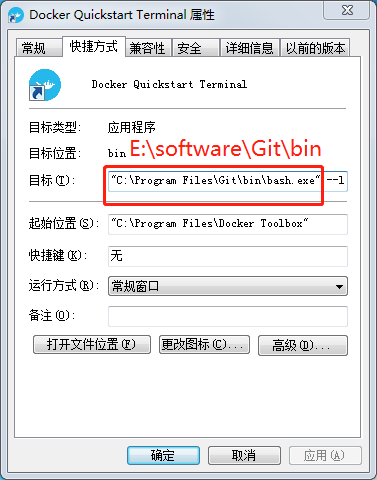 Docker Quickstart Terminal 属性
常规
快捷方式
兼容性
安全
详细信息
以前的版本
Docker Quickstart Terminal
目标类型:
应用程序
目标位置:
bin
E:\software\Git\bin
目标(T):
"C:\Program Files\Git\bin\bash.exe" --l
起始位置(S):
"C:\Program Files\Docker Toolbox"
快捷键(K):
无
运行方式(R):
常规窗口
备注(O):
打开文件位置(F)
更改图标(C)...
高级(D)...
确定
取消
应用(A)